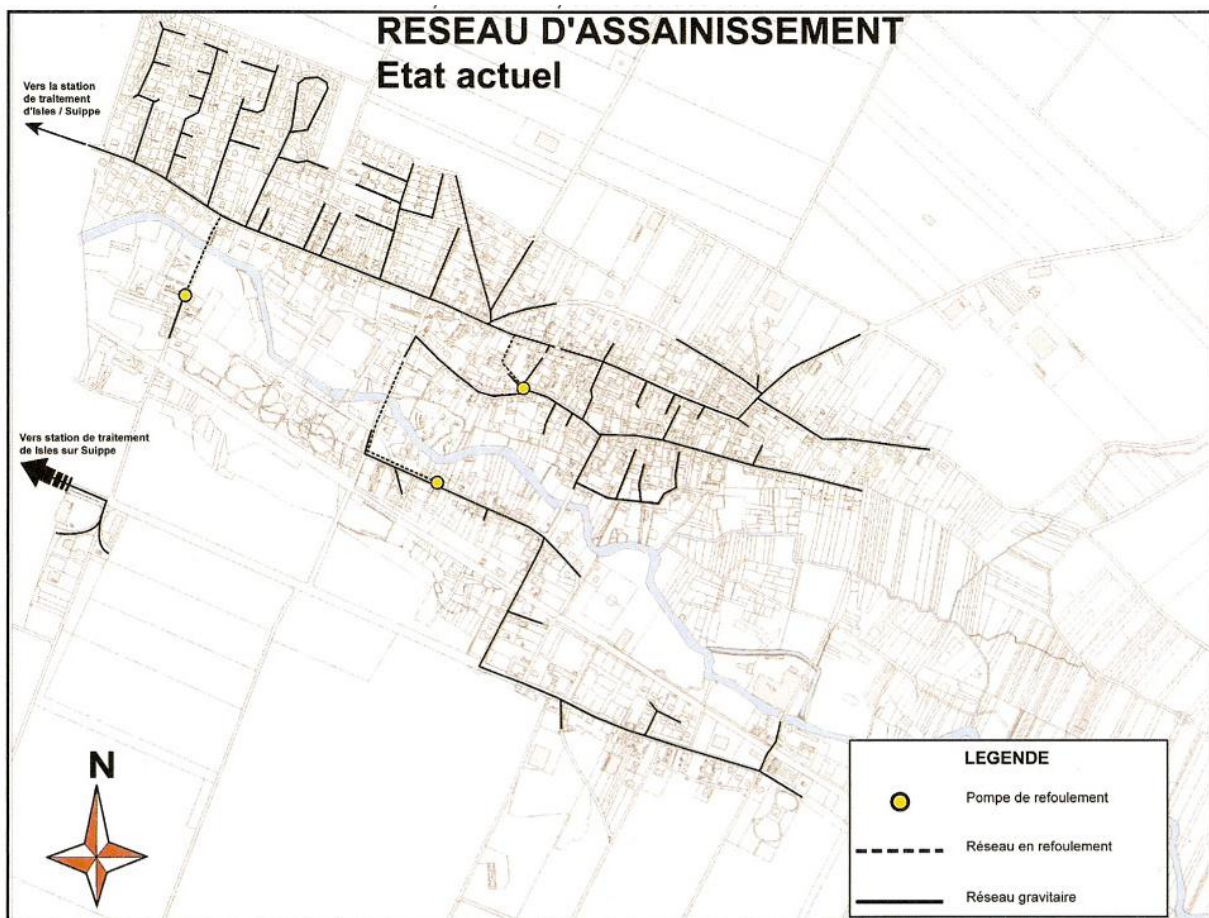 RESEAU D'ASSAINISSEMENT
Etat actuel
Vers la station
de traitement
d'Isles / Suippe
Vers station de traitement
de Isles sur Suippe
N
LEGENDE
Pompe de refoulement
Réseau en refoulement
Réseau gravitaire